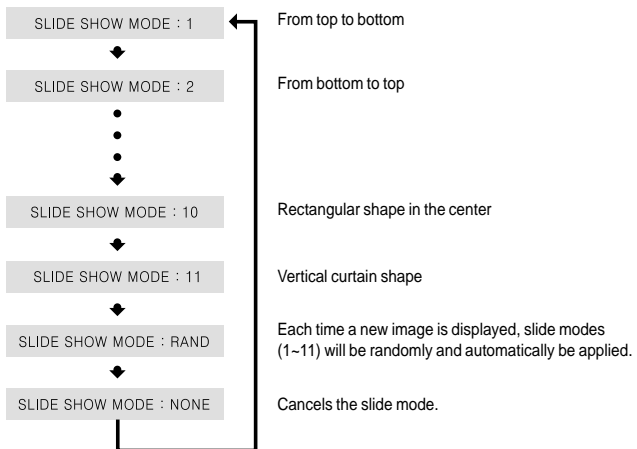 SLIDE SHOW MODE : 1
From top to bottom
SLIDE SHOW MODE : 2
From bottom to top
SLIDE SHOW MODE : 10
Rectangular shape in the center
SLIDE SHOW MODE : 11
Vertical curtain shape
SLIDE SHOW MODE : RAND
Each time a new image is displayed, slide modes
(1~11) will be randomly and automatically be applied.
SLIDE SHOW MODE : NONE
Cancels the slide mode.